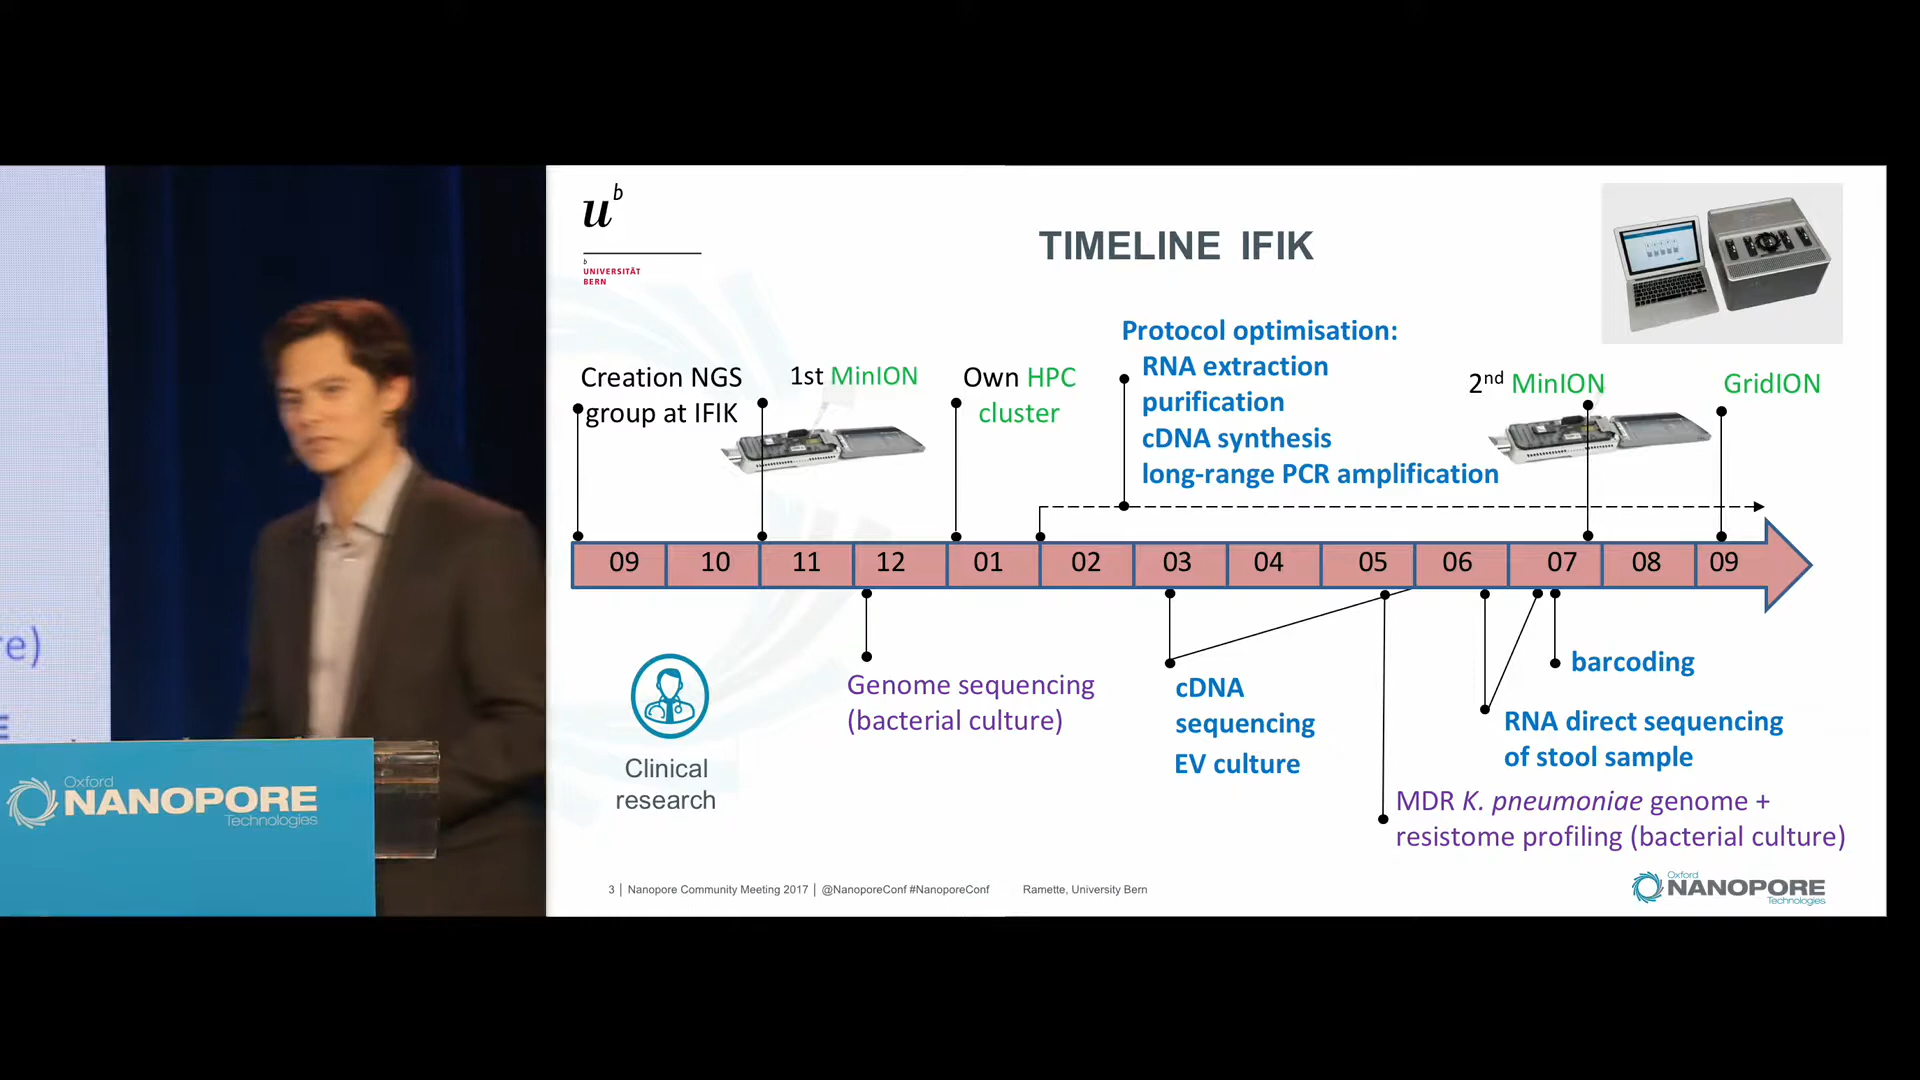 u b
b
UNIVERSITÄT
BERN
TIMELINE IFIK
Creation NGS
group at IFIK
1st MinION
Own HPC
cluster
Protocol optimisation:
RNA extraction
purification
cDNA synthesis
long-range PCR amplification
2nd MinION
GridION
09 10 11 12 01 02 03 04 05 06 07 08 09
Clinical
research
Genome sequencing
(bacterial culture)
cDNA
sequencing
EV culture
barcoding
RNA direct sequencing
of stool sample
MDR K. pneumoniae genome +
resistome profiling (bacterial culture)
3 | Nanopore Community Meeting 2017 | @NanoporeConf #NanoporeConf Ramette, University Bern
Oxford
NANOPORE
Technologies
re)
E
Oxford
NANOPORE
Technologies